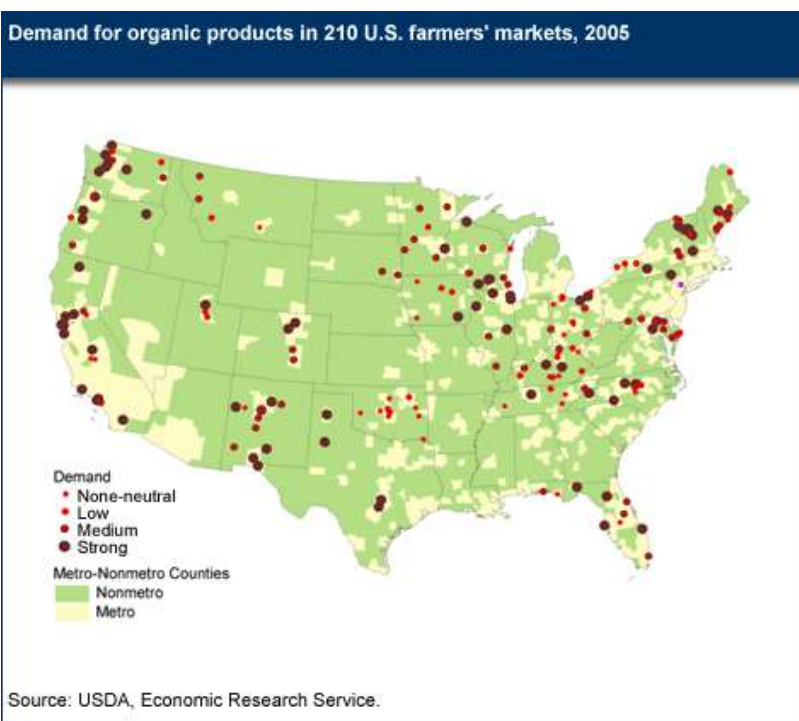 Demand for organic products in 210 U.S. farmers' markets, 2005
Demand
None-neutral
Low
Medium
Strong
Metro-Nonmetro Counties
Nonmetro
Metro
Source: USDA, Economic Research Service.